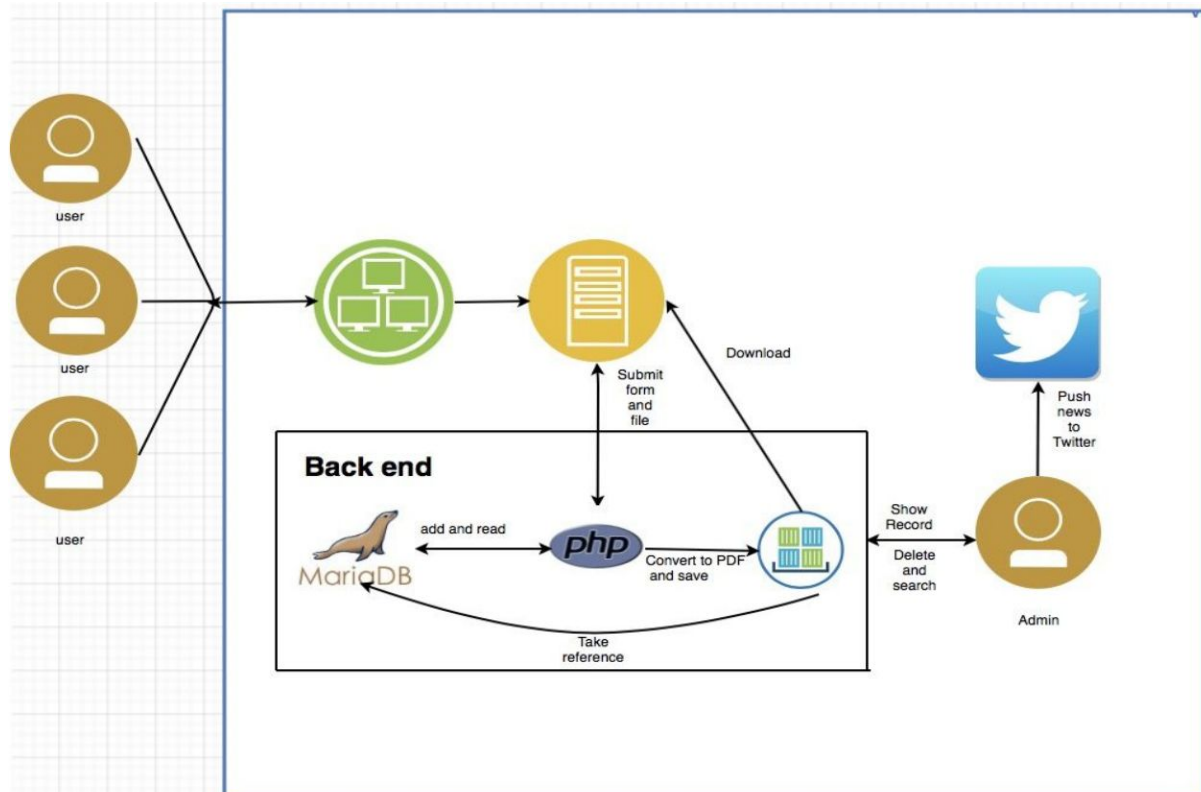 user
user
user
Download
Submit
form
and
file
Push
news
to
Twitter
Back end
add and read
MariaDB
php
Convert to PDF
and save
Take
reference
Show
Record
Delete
and
search
Admin